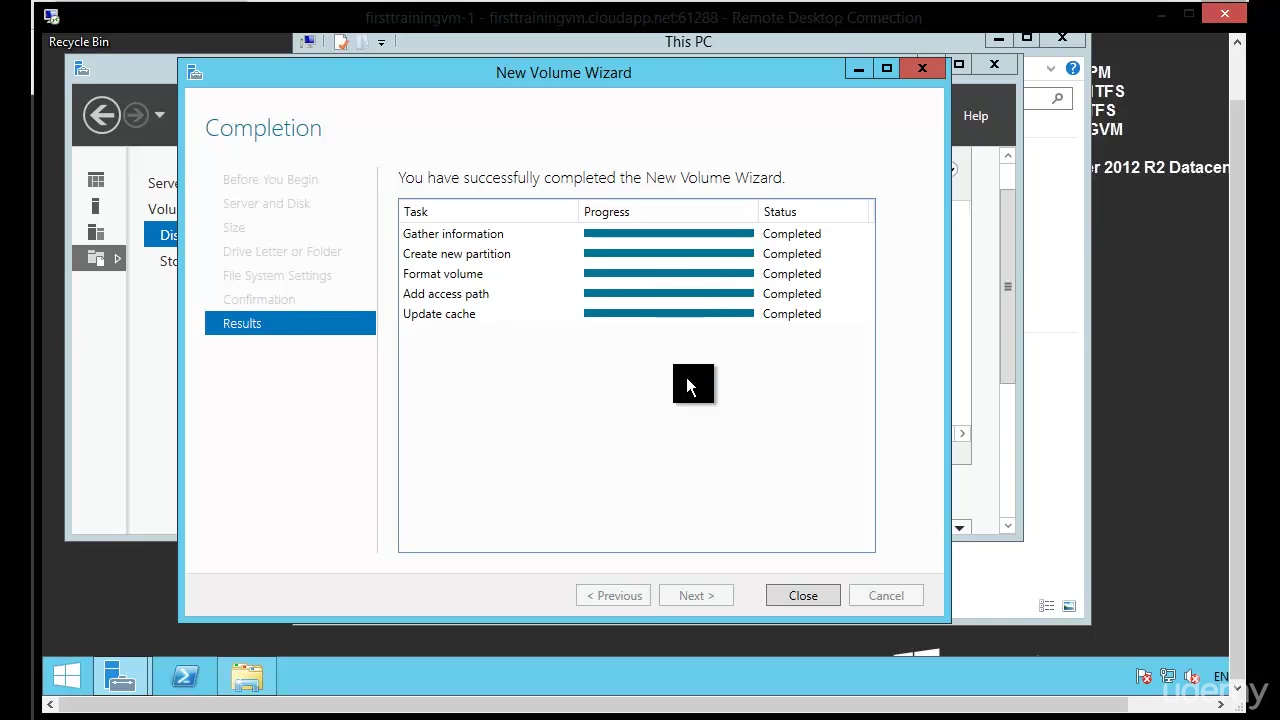 firsttrainingvm-1 - firsttrainingvm.cloudapp.net:61288 - Remote Desktop Connection
Recycle Bin
This PC
New Volume Wizard
Help
PM
NTFS
TFS
GVM
er 2012 R2 Datacen
Completion
Before You Begin
Server and Disk
Size
Drive Letter or Folder
File System Settings
Confirmation
Results
Serve
Volu
Dis
Sto
You have successfully completed the New Volume Wizard.
Task Progress Status
Gather information Completed
Create new partition Completed
Format volume Completed
Add access path Completed
Update cache Completed
< Previous
Next >
Close
Cancel
EN
udemy